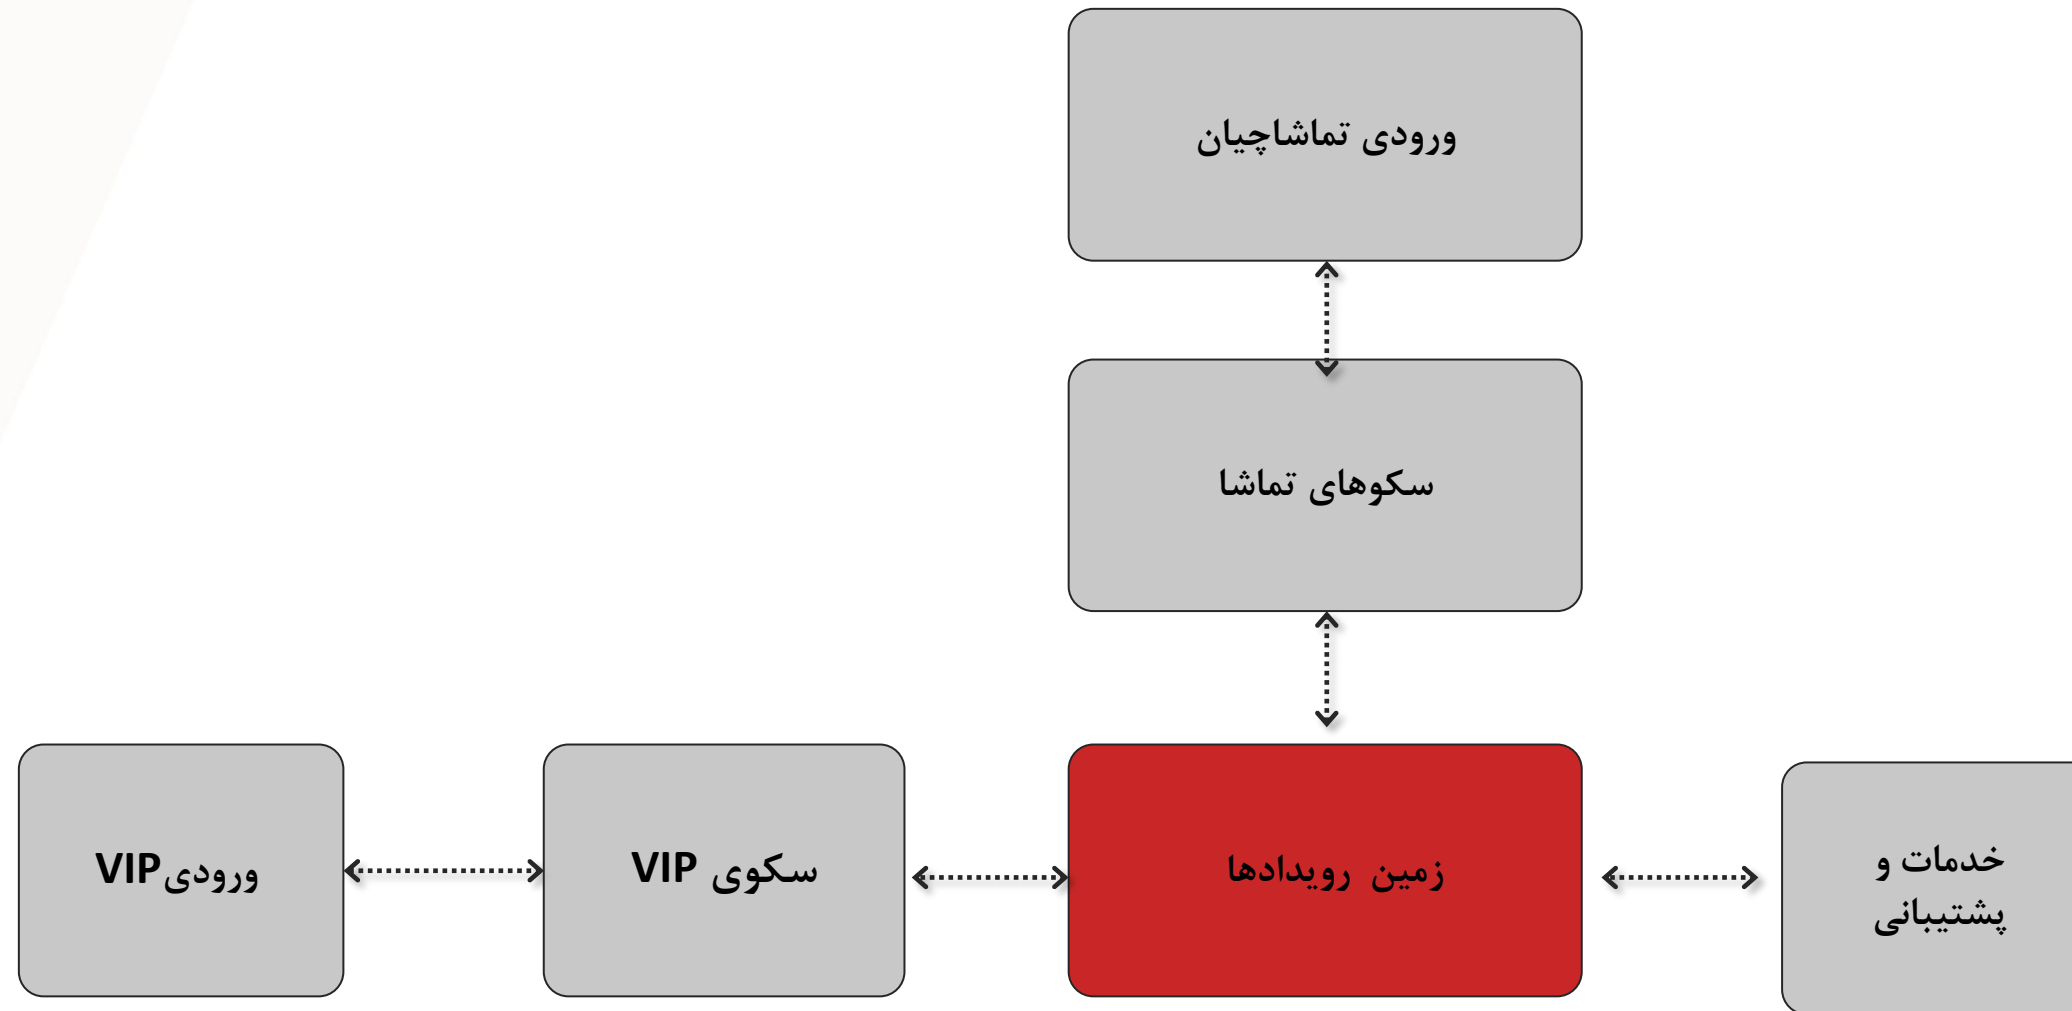 ورودی تماشاچیان
سکوهای تماشا
زمین رویدادها
خدمات و
پشتیبانی
سکوی VIP
ورودیVIP